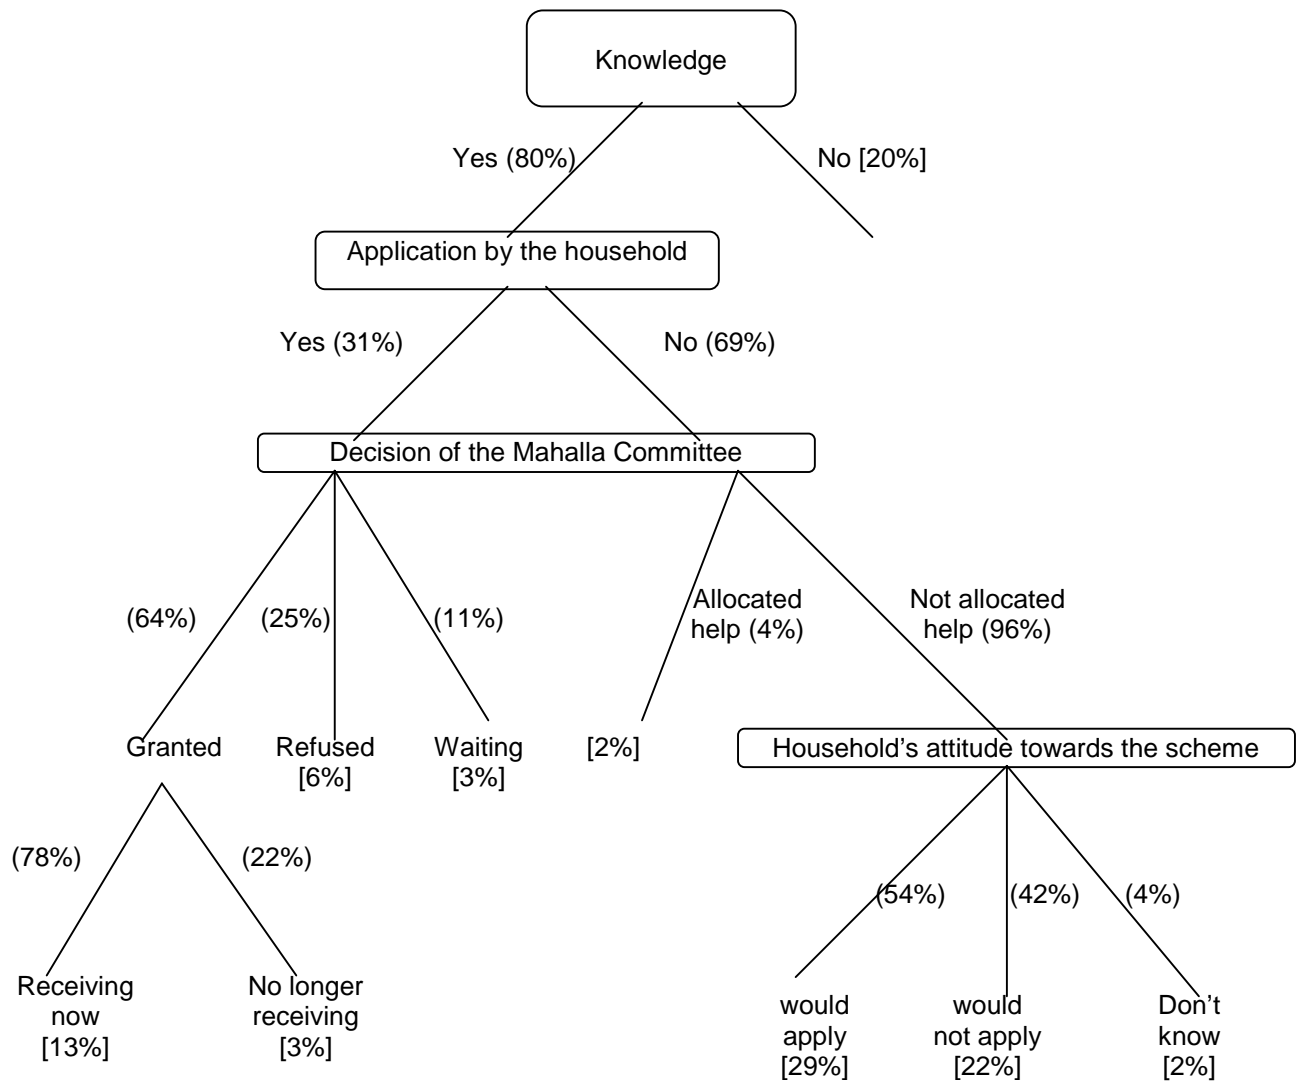 Knowledge
Yes (80%)
No [20%]
Application by the household
Yes (31%)
No (69%)
Decision of the Mahalla Committee
(64%)
(25%)
(11%)
Allocated
help (4%)
Not allocated
help (96%)
Granted
Refused
[6%]
Waiting
[3%]
[2%]
Household's attitude towards the scheme
(78%)
(22%)
(54%)
(42%)
(4%)
Receiving
now
[13%]
No longer
receiving
[3%]
would
apply
[29%]
would
not apply
[22%]
Don't
know
[2%]